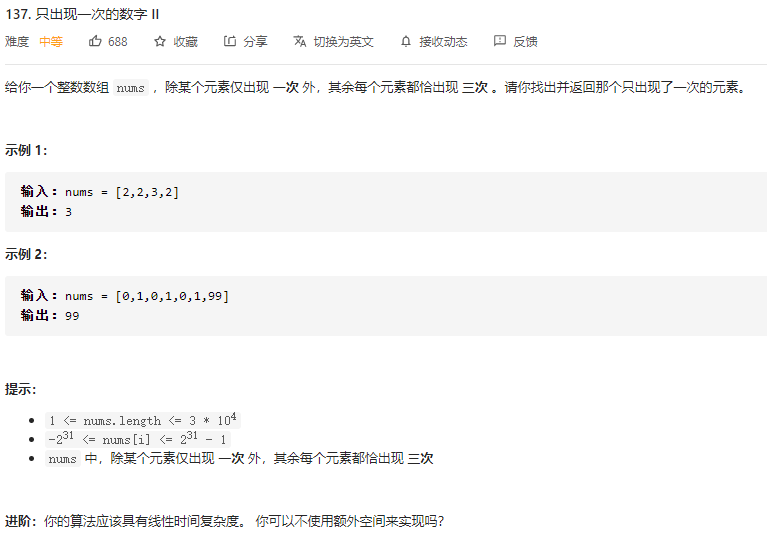 137. 只出现一次的数字 II
难度 中等 688 收藏 分享 切换为英文 接收动态 反馈
给你一个整数数组 nums ，除某个元素仅出现 一次 外，其余每个元素都恰出现 三次 。请你找出并返回那个只出现了一次的元素。
示例 1：
输入：nums = [2,2,3,2]
输出：3
示例 2：
输入：nums = [0,1,0,1,0,1,99]
输出：99
提示：
1 <= nums.length <= 3 * 10⁴
-2³¹ <= nums[i] <= 2³¹ - 1
nums 中，除某个元素仅出现 一次 外，其余每个元素都恰出现 三次
进阶：你的算法应该具有线性时间复杂度。 你可以不使用额外空间来实现吗？